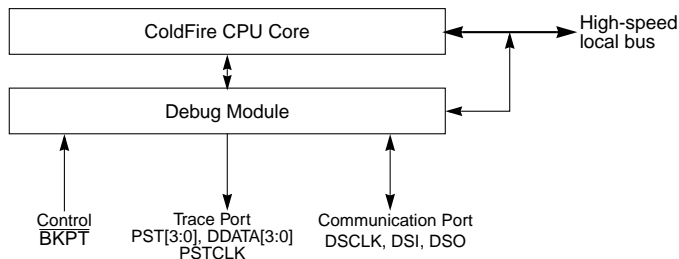 ColdFire CPU Core
High-speed
local bus
Debug Module
Control
BKPT
Trace Port
PST[3:0], DDATA[3:0]
PSTCLK
Communication Port
DSCLK, DSI, DSO